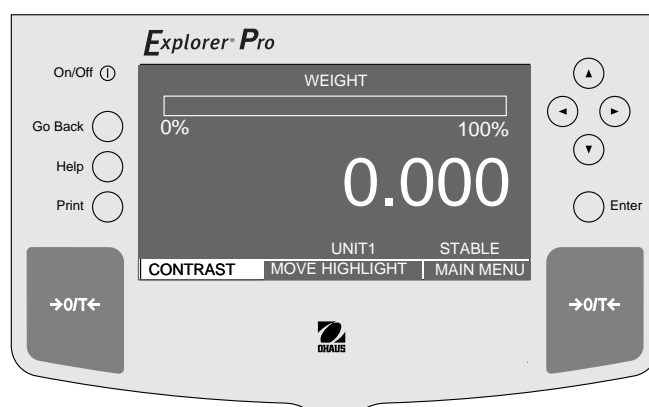 Explorer® Pro
On/Off
WEIGHT
0% 100%
Go Back
Help
Print
0.000
Enter
UNIT1 STABLE
CONTRAST MOVE HIGHLIGHT MAIN MENU
→0/T← →0/T←
OHAUS